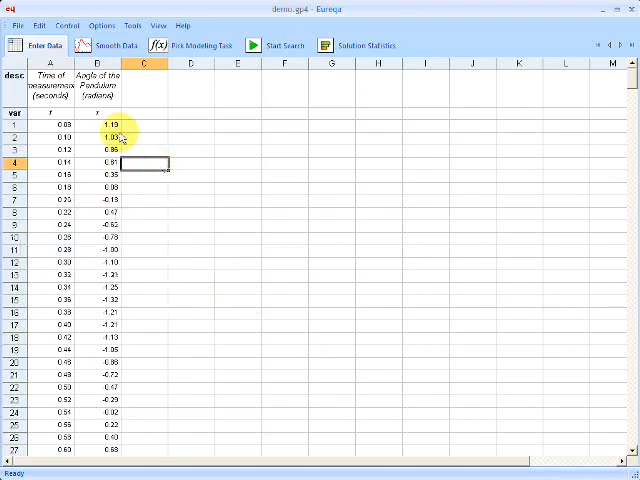 eq demo.gp4 - Eureqa
File Edit Control Options Tools View Help
Enter Data Smooth Data f(x) Pick Modeling Task Start Search Solution Statistics
A B C D E F G H I J K L M
desc Time of measurement (seconds) Angle of the Pendulum (radians)
var t x
1 0.08 1.19
2 0.10 1.03
3 0.12 0.86
4 0.14 0.61
5 0.16 0.35
6 0.18 0.08
7 0.20 -0.18
8 0.22 0.47
9 0.24 -0.62
10 0.26 -0.78
11 0.28 -1.00
12 0.30 -1.10
13 0.32 -1.21
14 0.34 -1.25
15 0.36 -1.32
16 0.38 -1.21
17 0.40 -1.21
18 0.42 -1.13
19 0.44 -1.05
20 0.46 -0.86
21 0.48 -0.72
22 0.50 -0.47
23 0.52 -0.29
24 0.54 -0.02
25 0.56 0.22
26 0.58 0.40
27 0.60 0.68
Ready